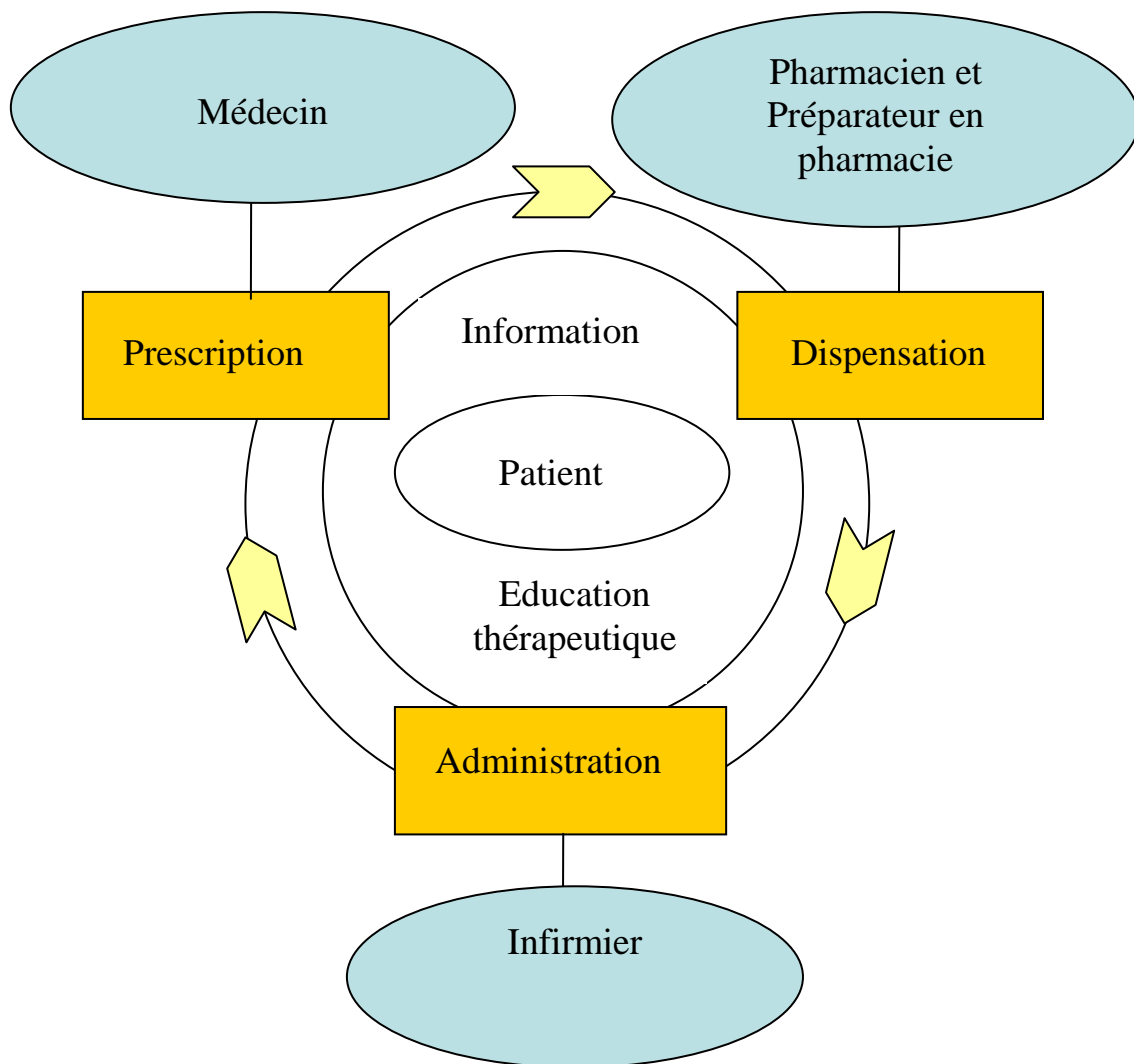 Médecin
Pharmacien et
Préparateur en
pharmacie
Prescription
Information
Dispensation
Patient
Education
thérapeutique
Administration
Infirmier